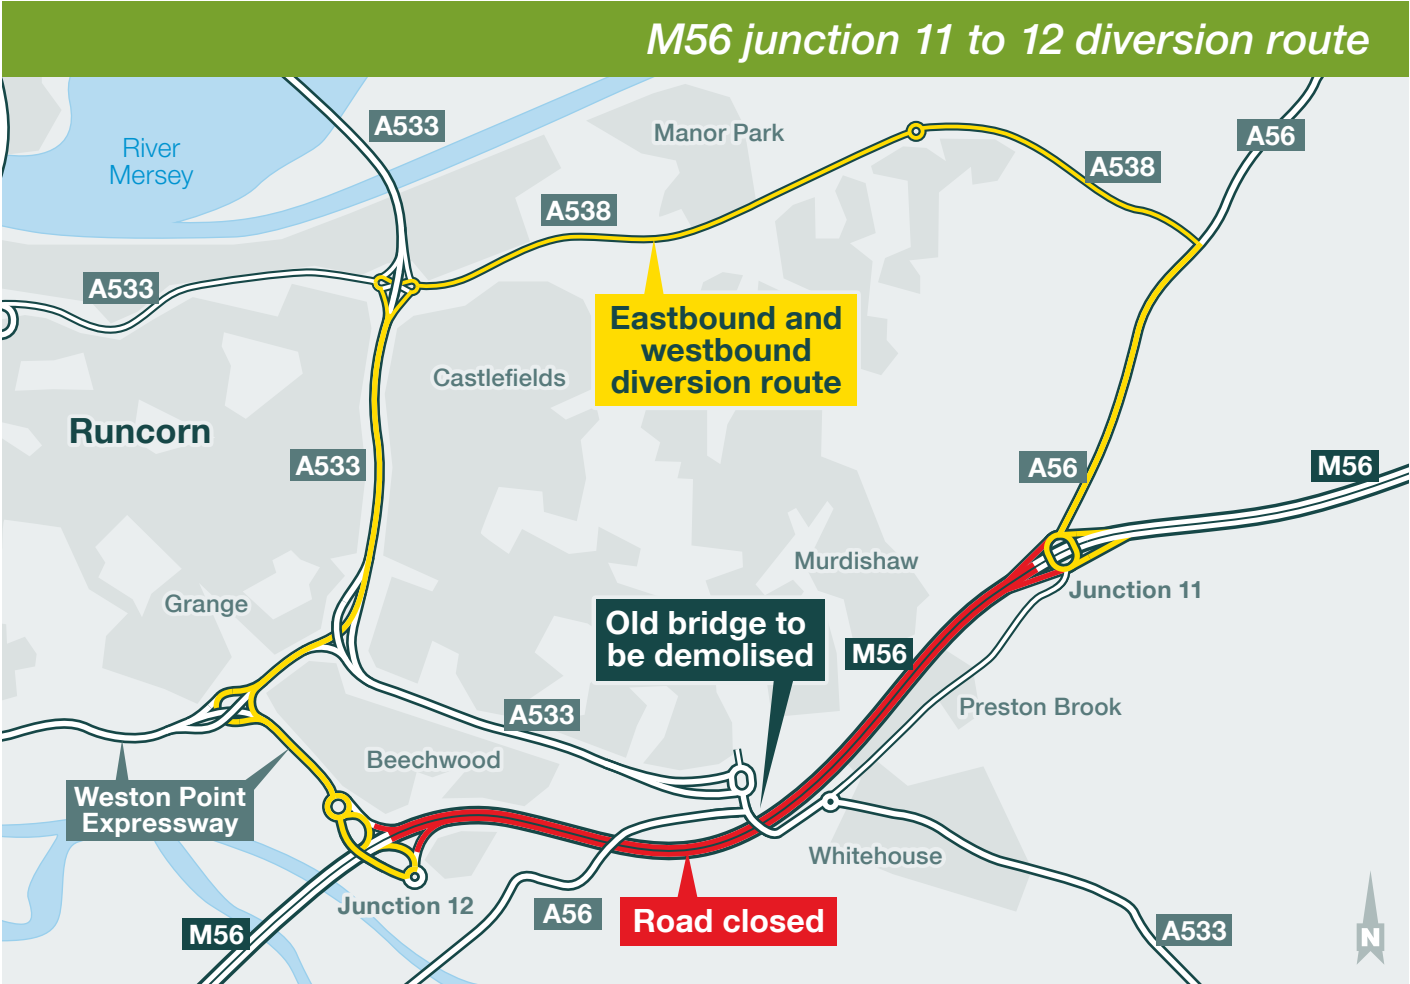 M56 junction 11 to 12 diversion route
A533
Manor Park
A56
River
Mersey
A538
A538
A533
Eastbound and
westbound
diversion route
Castlefields
Runcorn
A533
A56
M56
Murdishaw
Junction 11
Grange
Old bridge to
be demolised
M56
A533
Preston Brook
Beechwood
Weston Point
Expressway
Whitehouse
Junction 12
A56
Road closed
M56
A533
N